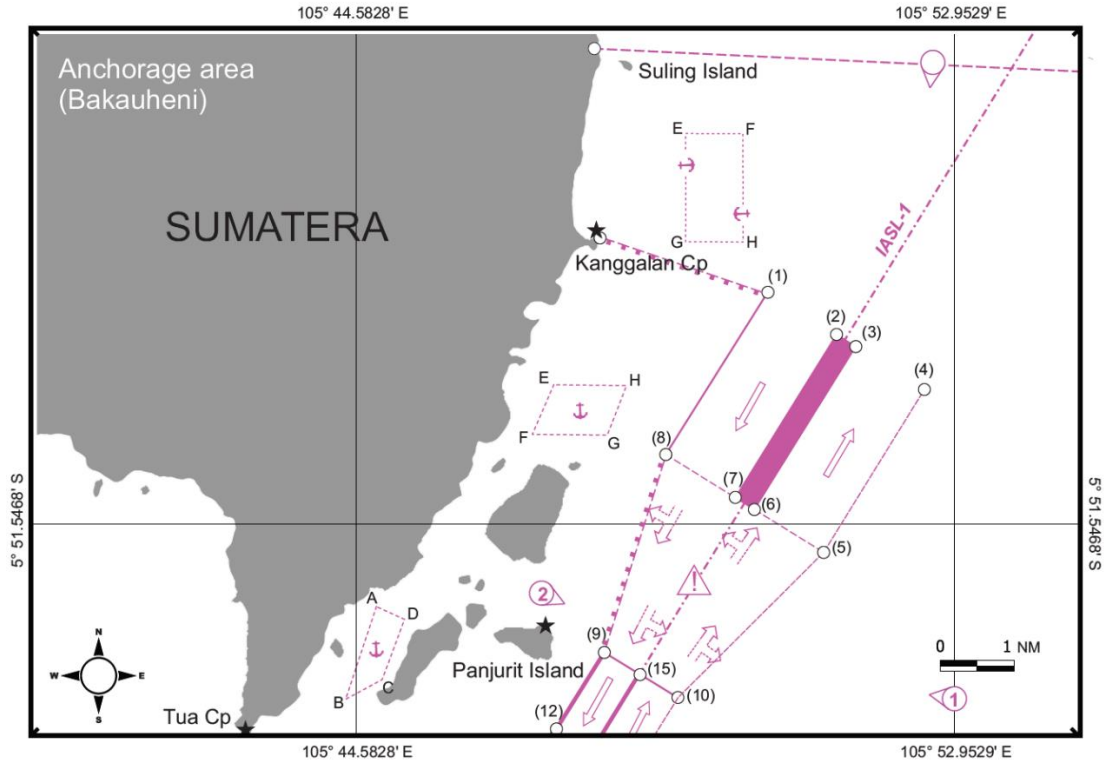 105° 44.5828' E
105° 52.9529' E
Anchorage area
(Bakauheni)
Suling Island
E
F
SUMATERA
IASL-1
G
H
Kanggalan Cp
(1)
(2)
(3)
(4)
E
H
F
G
(8)
(7)
(6)
5° 51.5468' S
5° 51.5468' S
(5)
!
2
A
D
N
(9)
0
1 NM
W
E
Panjurit Island
(15)
C
B
(10)
1
S
Tua Cp
(12)
105° 44.5828' E
105° 52.9529' E